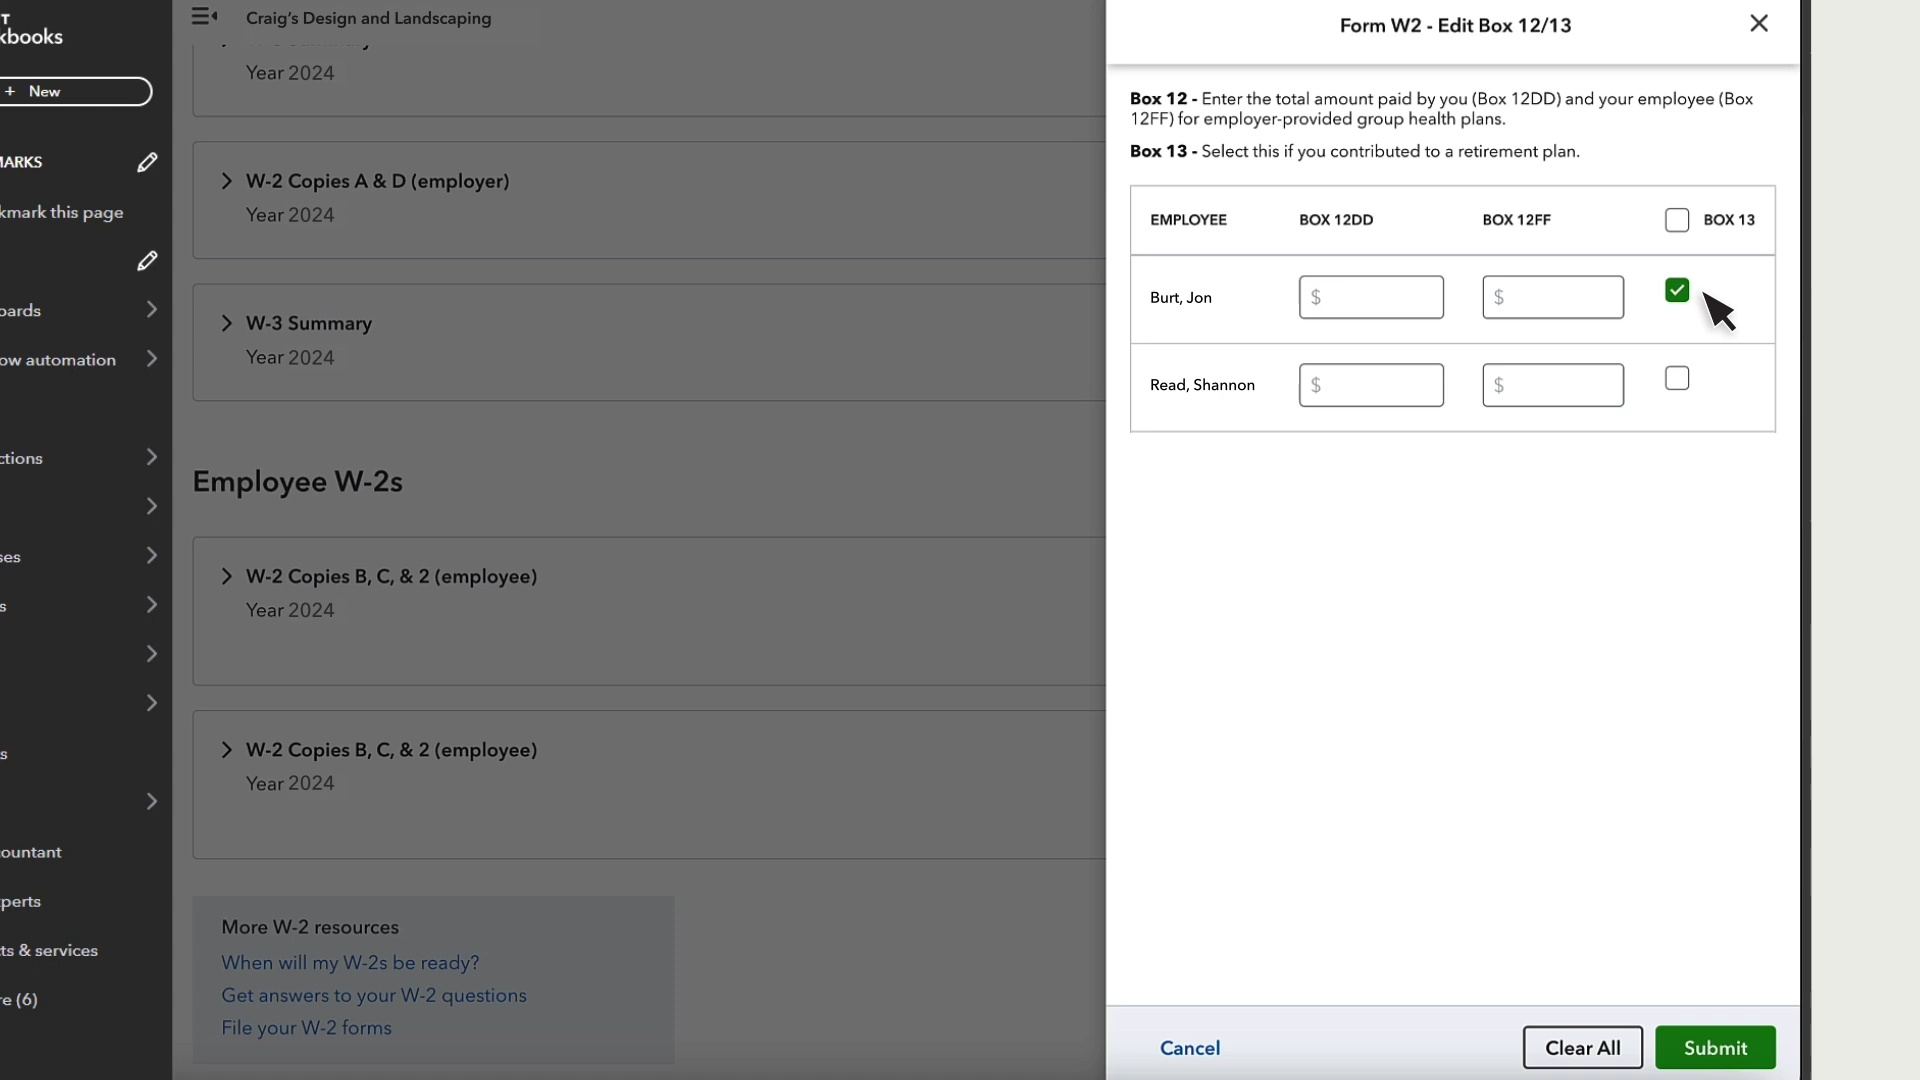 kbooks
+ New
MARKS
kmark this page
oards
ow automation
ctions
ses
s
s
countant
xperts
ts & services
re (6)
Craig's Design and Landscaping
Year 2024
W-2 Copies A & D (employer)
Year 2024
W-3 Summary
Year 2024
Employee W-2s
W-2 Copies B, C, & 2 (employee)
Year 2024
W-2 Copies B, C, & 2 (employee)
Year 2024
More W-2 resources
When will my W-2s be ready?
Get answers to your W-2 questions
File your W-2 forms
Form W2 - Edit Box 12/13
Box 12 - Enter the total amount paid by you (Box 12DD) and your employee (Box
12FF) for employer-provided group health plans.
Box 13 - Select this if you contributed to a retirement plan.
EMPLOYEE BOX 12DD BOX 12FF BOX 13
Burt, Jon $ $
Read, Shannon $ $
Cancel Clear All Submit